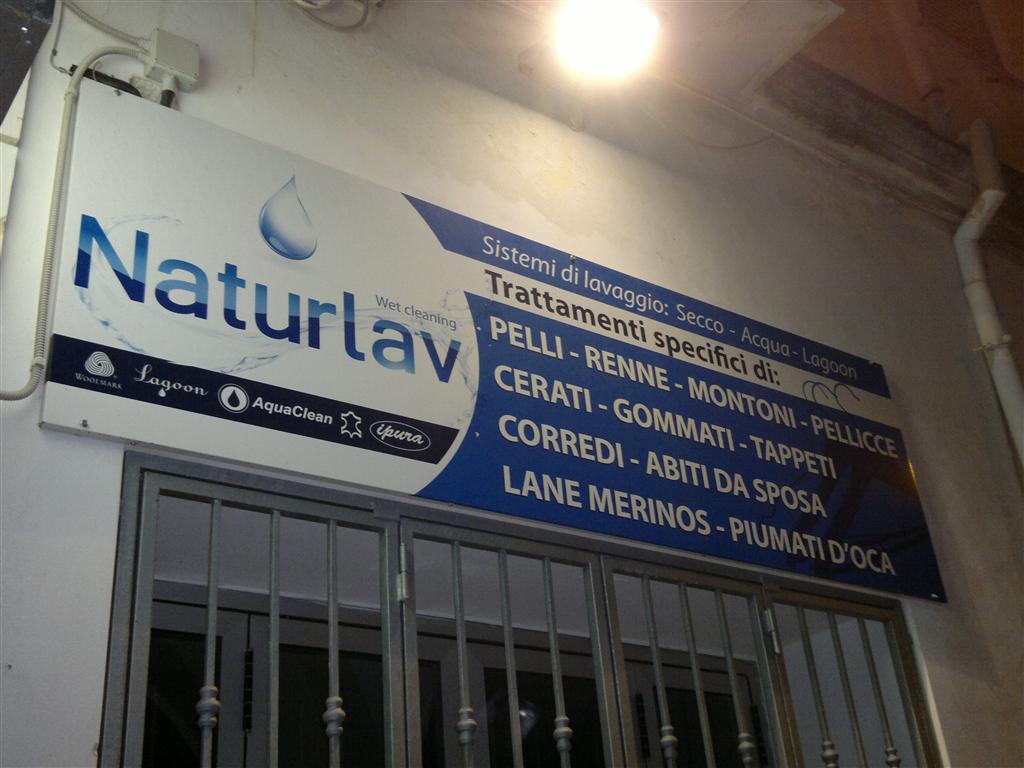 Naturlav
Wet cleaning
WOOLMARK Lagoon AquaClean ipura
Sistemi di lavaggio: Secco - Acqua - Lagoon
Trattamenti specifici di:
PELLI - RENNE - MONTONI - PELLICCE
CERATI - GOMMATI - TAPPETI
CORREDI - ABITI DA SPOSA
LANE MERINOS - PIUMATI D'OCA